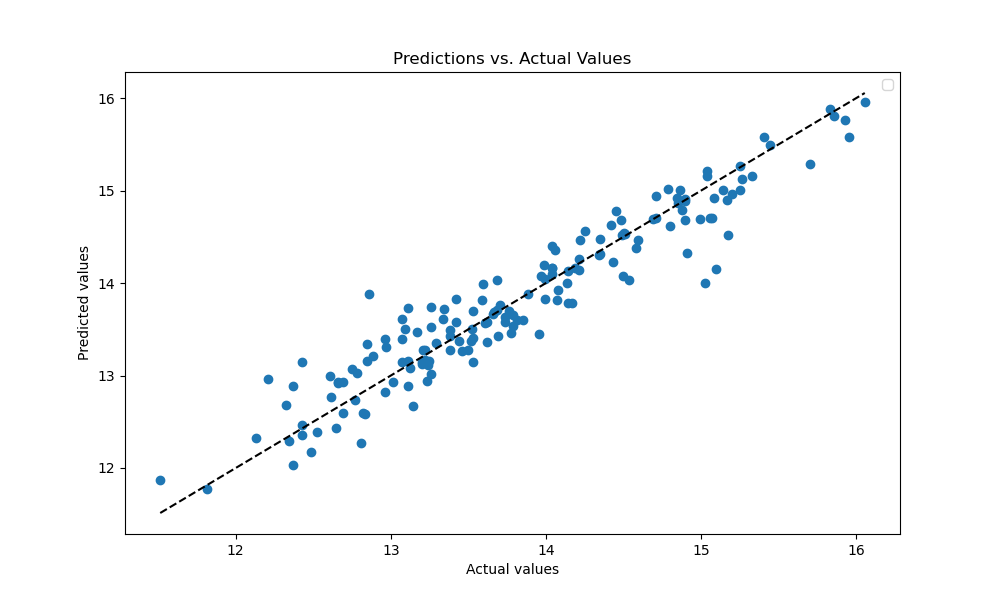 Predictions vs. Actual Values
16
15
14
13
12
Predicted values
12 13 14 15 16
Actual values